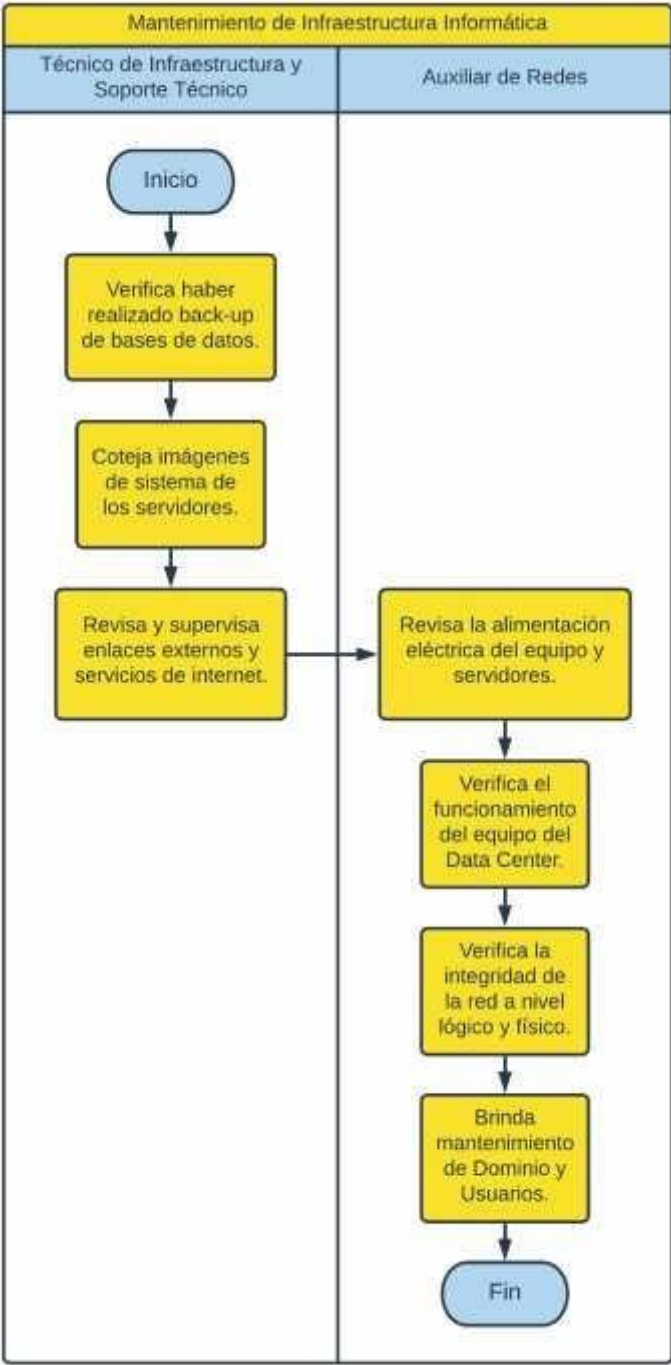 Mantenimiento de Infraestructura Informática
Técnico de Infraestructura y
Soporte Técnico
Auxiliar de Redes
Inicio
Verifica haber
realizado back-up
de bases de datos.
Coteja imágenes
de sistema de
los servidores.
Revisa y supervisa
enlaces externos y
servicios de internet.
Revisa la alimentación
eléctrica del equipo y
servidores.
Verifica el
funcionamiento
del equipo del
Data Center.
Verifica la
integridad de
la red a nivel
lógico y físico.
Brinda
mantenimiento
de Dominio y
Usuarios.
Fin